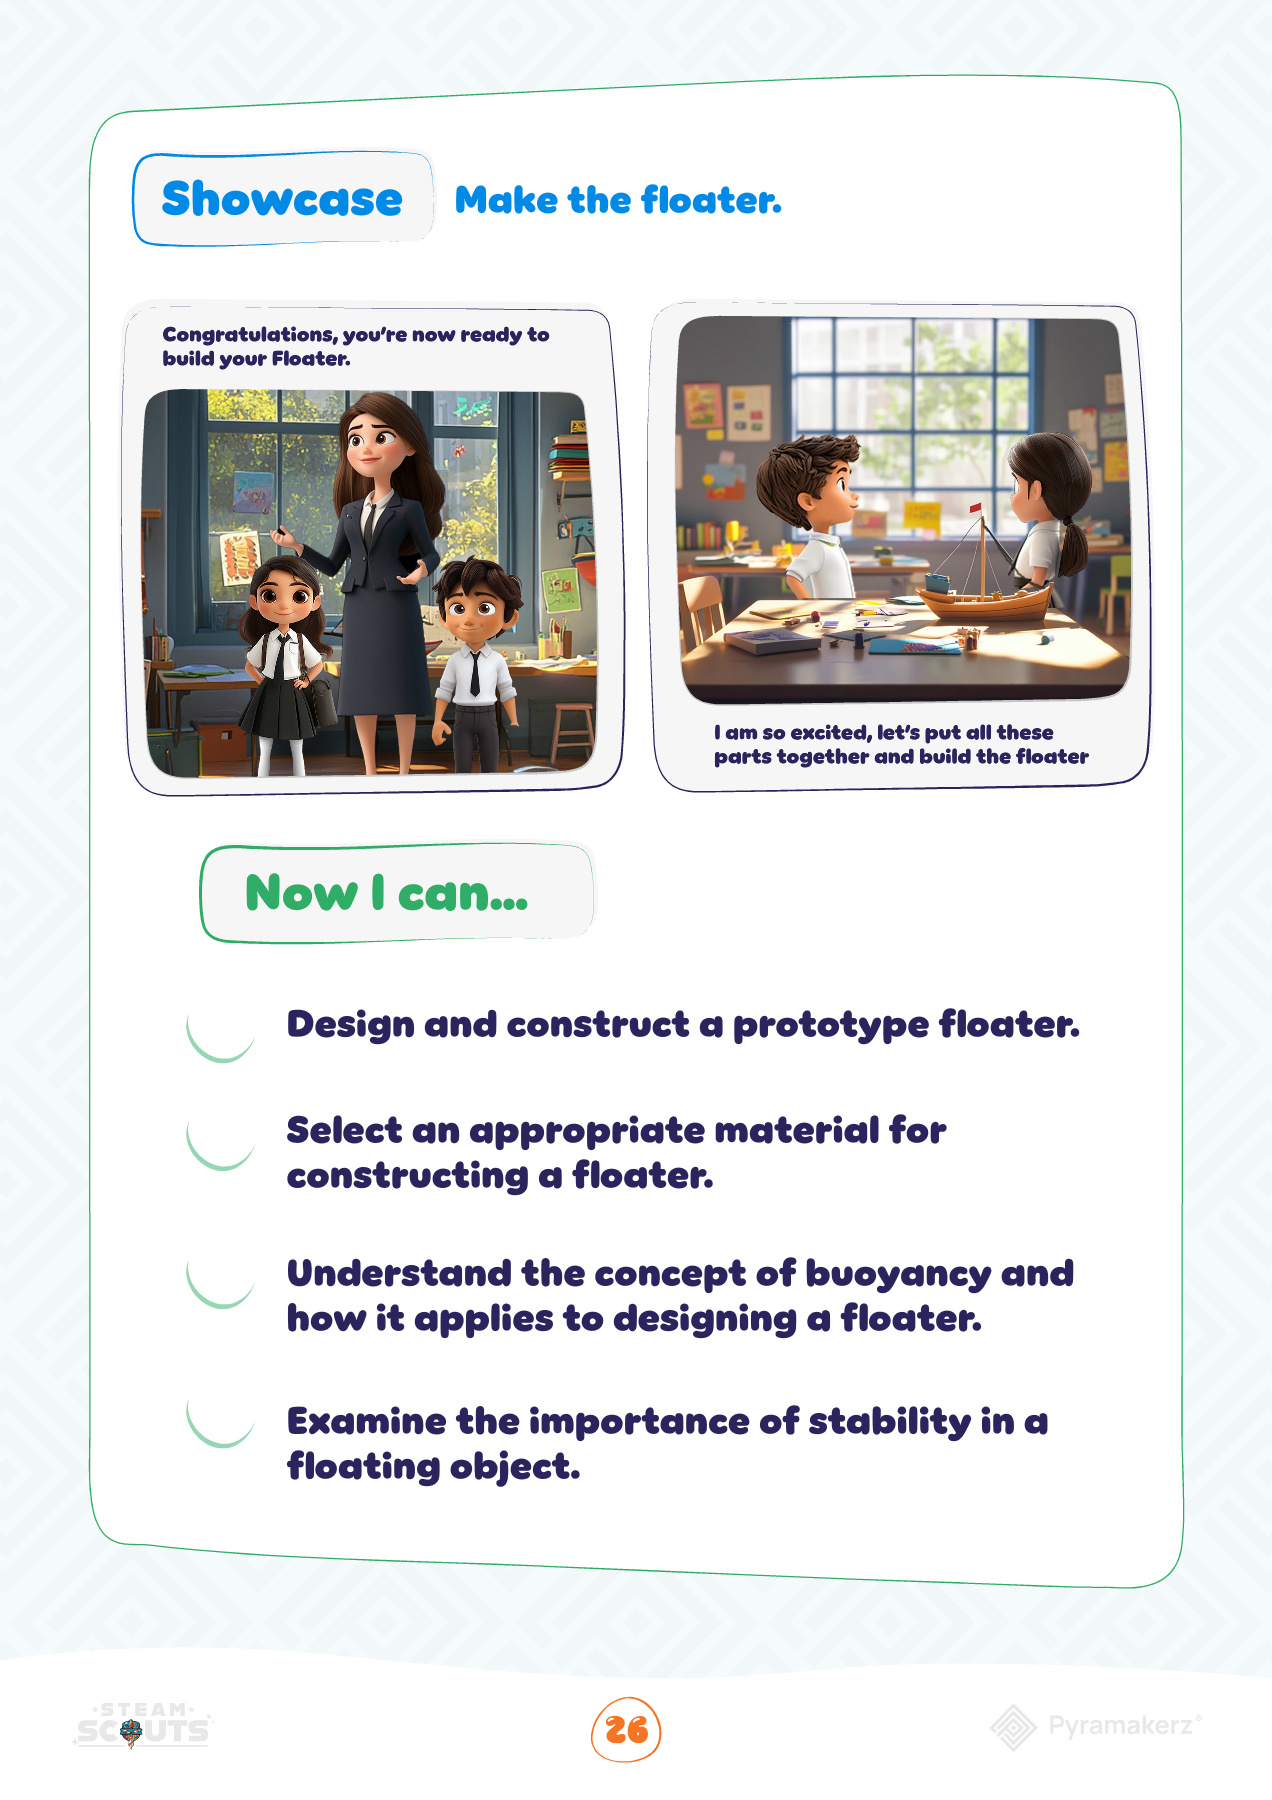 Showcase
Make the floater.
Congratulations, you're now ready to
build your Floater.
I am so excited, let's put all these
parts together and build the floater
Now I can...
Design and construct a prototype floater.
Select an appropriate material for
constructing a floater.
Understand the concept of buoyancy and
how it applies to designing a floater.
Examine the importance of stability in a
floating object.
STEAM
SCOUTS
26
Pyramakerz